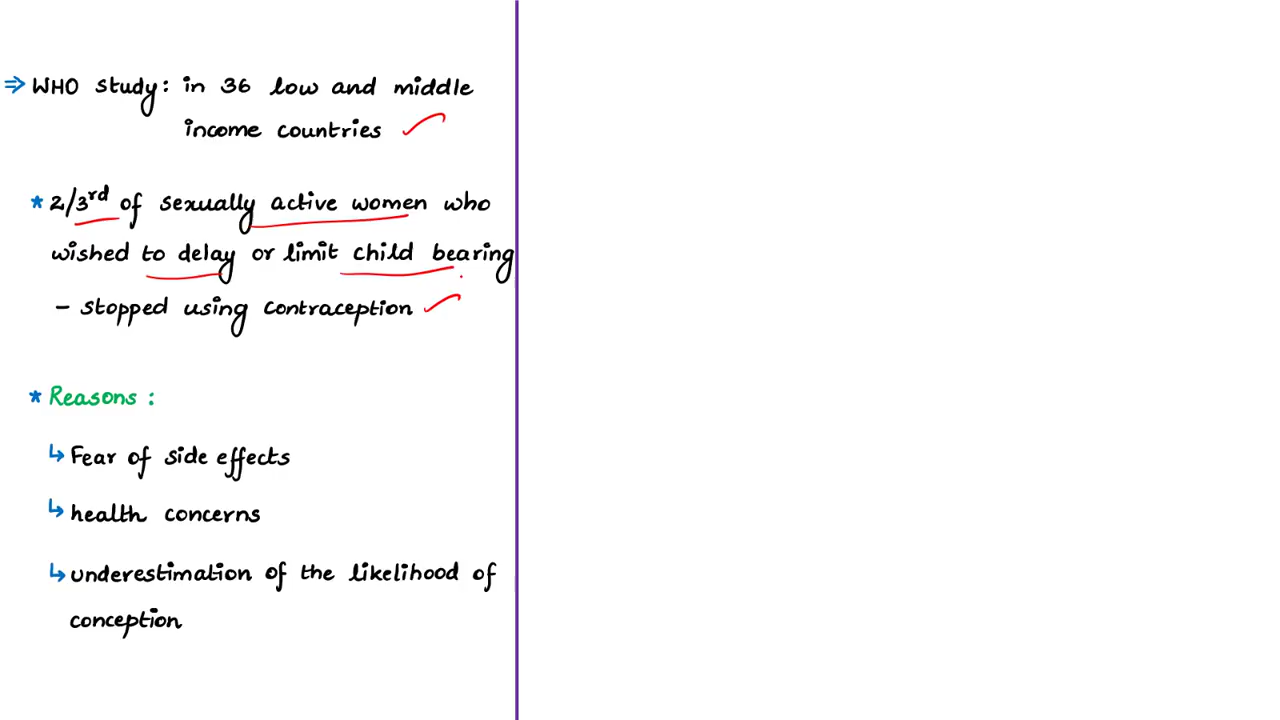 ⇒ WHO study: in 36 low and middle
income countries ✓
* 2/3rd of sexually active women who
wished to delay or limit child bearing
- stopped using contraception ✓
* Reasons :
↳ Fear of side effects
↳ health concerns
↳ underestimation of the likelihood of
conception